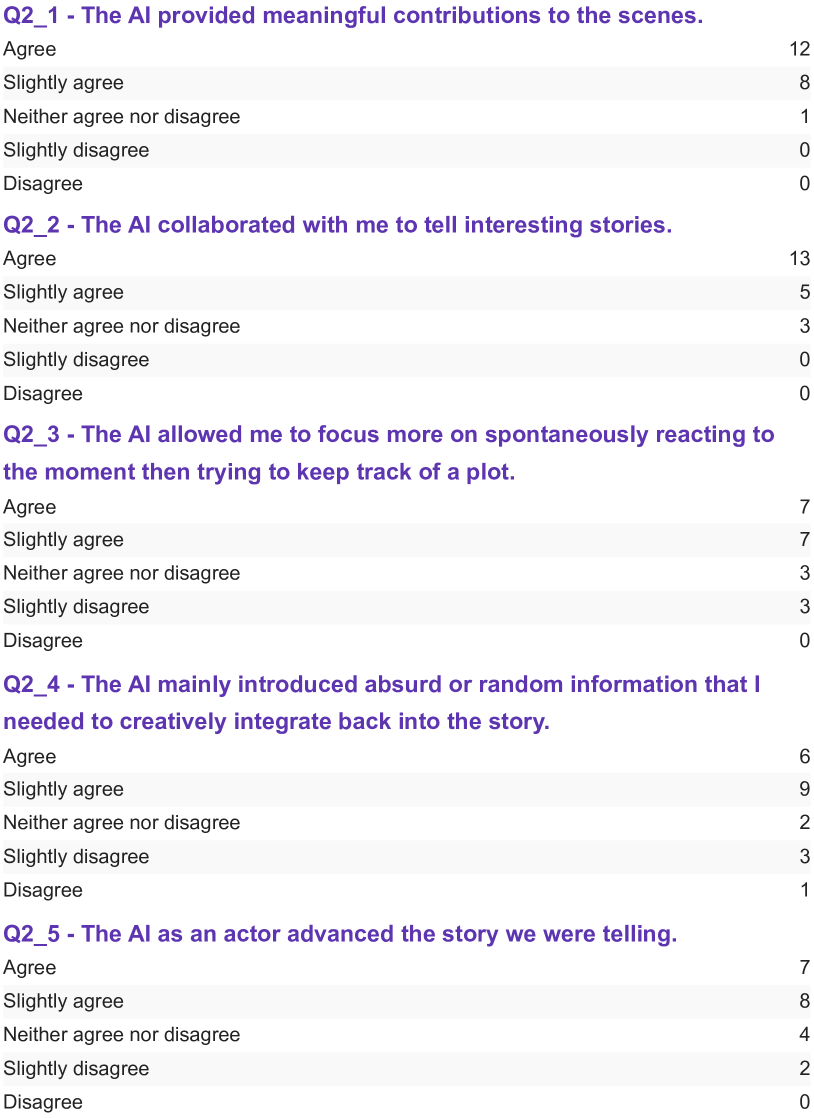 Q2_1 - The AI provided meaningful contributions to the scenes.
Agree 12
Slightly agree 8
Neither agree nor disagree 1
Slightly disagree 0
Disagree 0
Q2_2 - The AI collaborated with me to tell interesting stories.
Agree 13
Slightly agree 5
Neither agree nor disagree 3
Slightly disagree 0
Disagree 0
Q2_3 - The AI allowed me to focus more on spontaneously reacting to
the moment then trying to keep track of a plot.
Agree 7
Slightly agree 7
Neither agree nor disagree 3
Slightly disagree 3
Disagree 0
Q2_4 - The AI mainly introduced absurd or random information that I
needed to creatively integrate back into the story.
Agree 6
Slightly agree 9
Neither agree nor disagree 2
Slightly disagree 3
Disagree 1
Q2_5 - The AI as an actor advanced the story we were telling.
Agree 7
Slightly agree 8
Neither agree nor disagree 4
Slightly disagree 2
Disagree 0